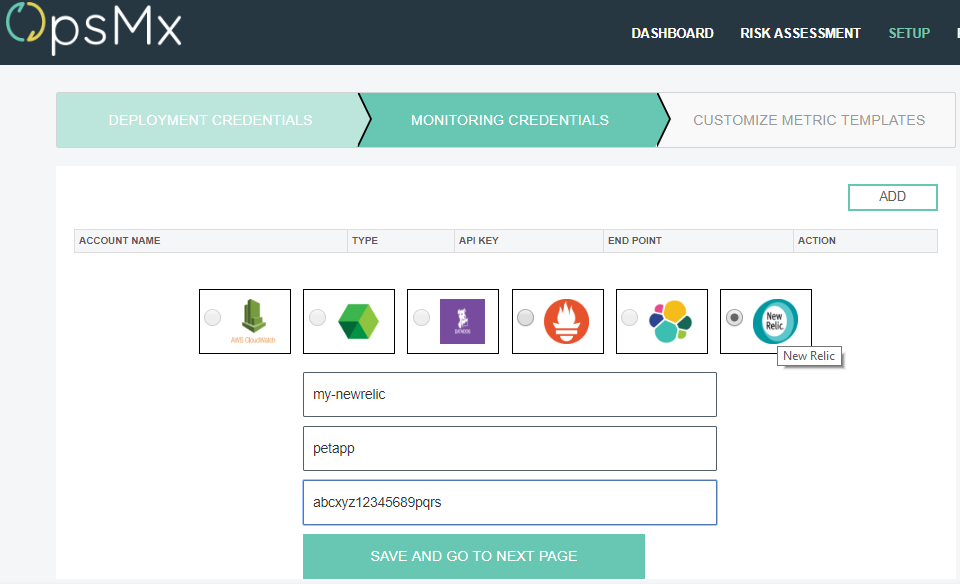 OpsMx
DASHBOARD RISK ASSESSMENT SETUP
DEPLOYMENT CREDENTIALS MONITORING CREDENTIALS CUSTOMIZE METRIC TEMPLATES
ADD
ACCOUNT NAME TYPE API KEY END POINT ACTION
AWS CloudWatch
DATADOG
New
Relic.
New Relic
my-newrelic
petapp
abcxyz12345689pqrs
SAVE AND GO TO NEXT PAGE